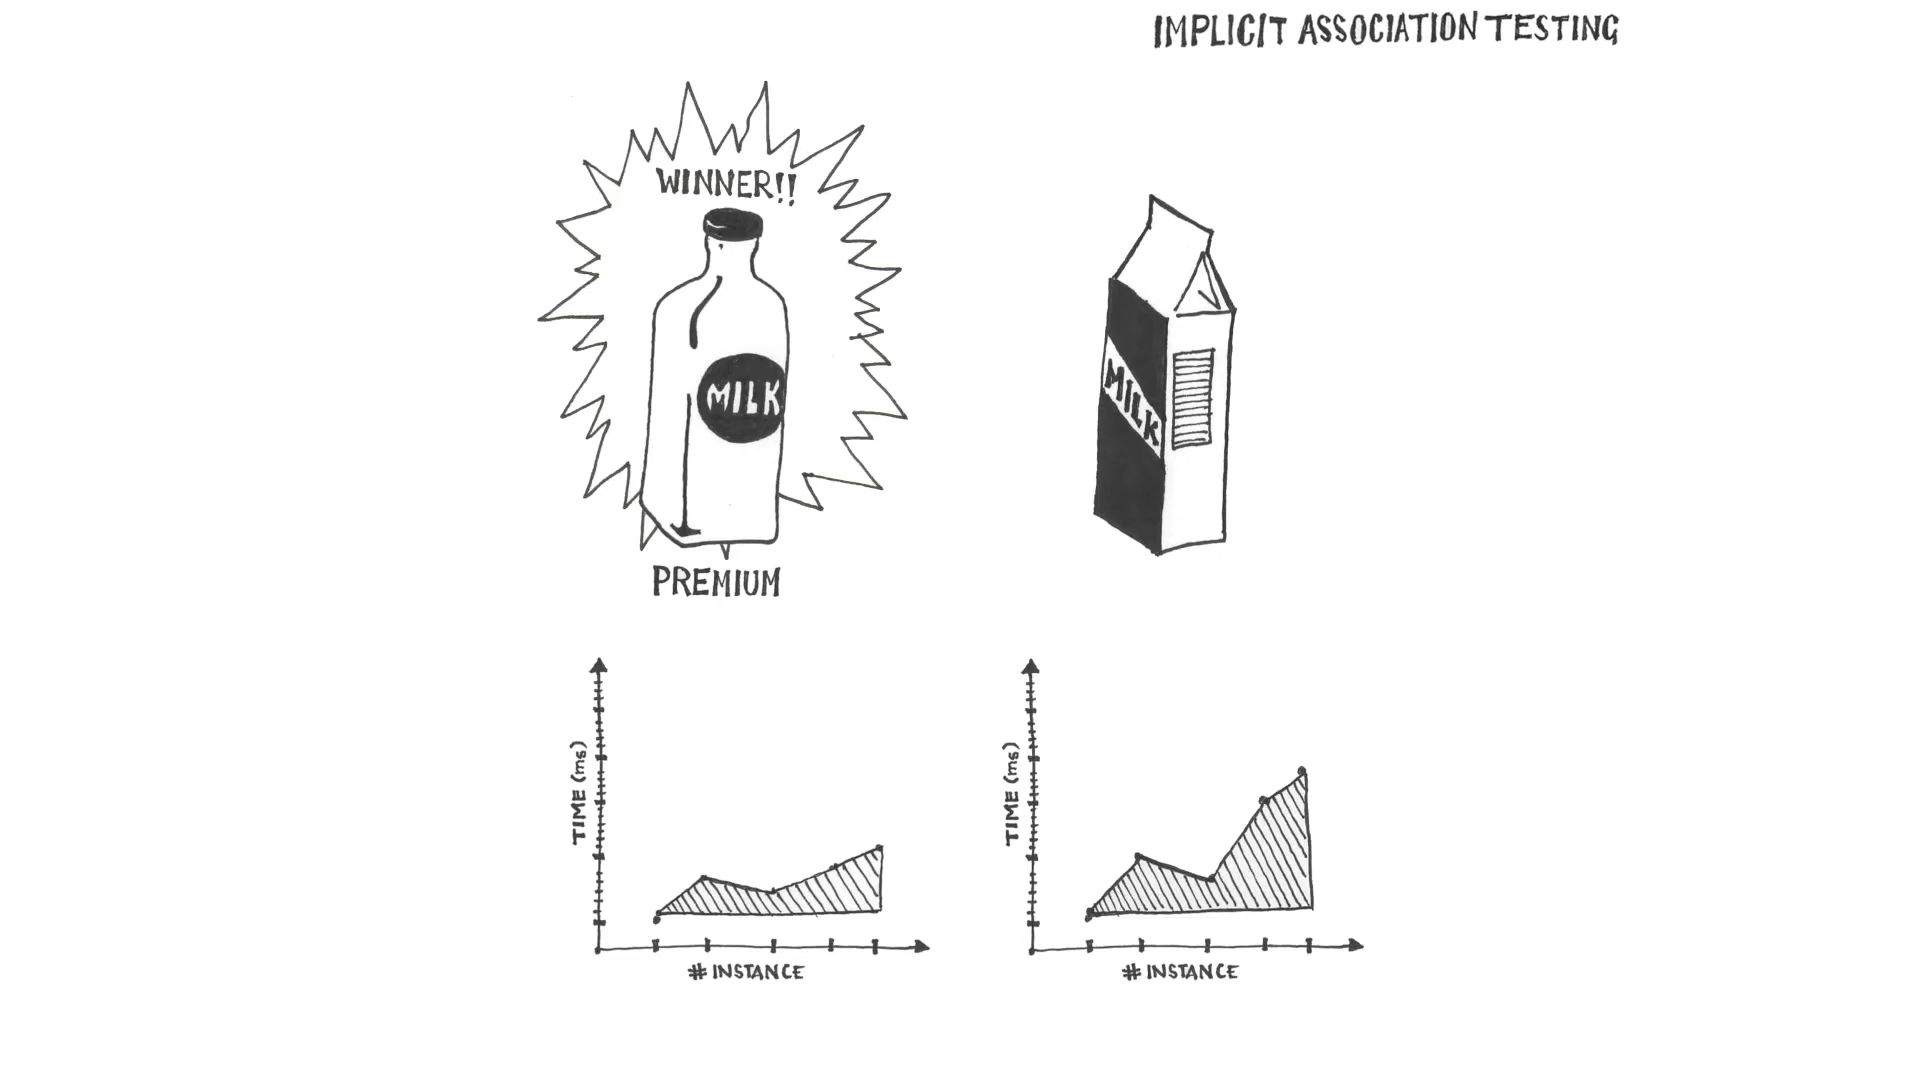 IMPLICIT ASSOCIATION TESTING
WINNER!!
MILK
MILK
PREMIUM
TIME (ms)
# INSTANCE
TIME (ms)
# INSTANCE